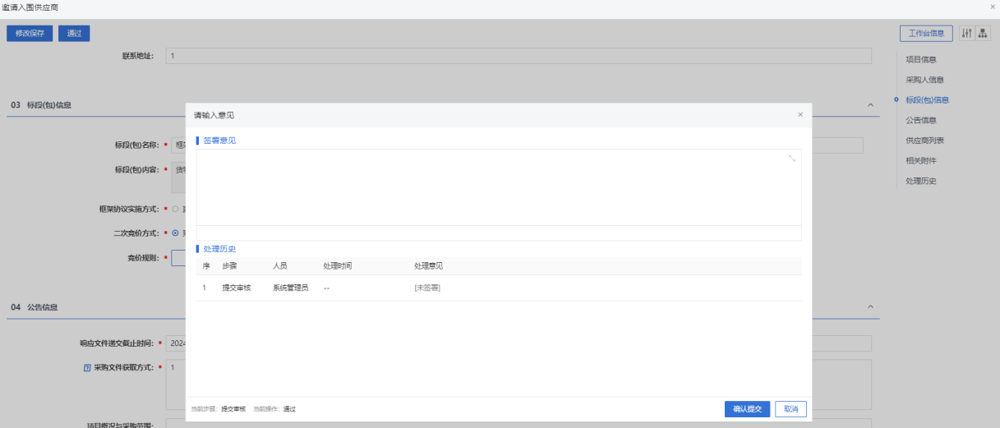 邀请入围供应商
修改保存 通过 工作台信息
联系地址： 1
项目信息
采购人信息
标段(包)信息
公告信息
供应商列表
相关附件
处理历史
03 标段(包)信息
标段(包)名称： * 框
标段(包)内容： * 货
框架协议实施方式： *
二次竞价方式： *
竞价规则： *
04 公告信息
响应文件递交截止时间： * 2024
采购文件获取方式： * 1
项目概况与采购范围：
请输入意见
签署意见
处理历史
序 步骤 人员 处理时间 处理意见
1 提交审核 系统管理员 -- [未签署]
当前步骤： 提交审核 当前操作： 通过
确认提交 取消